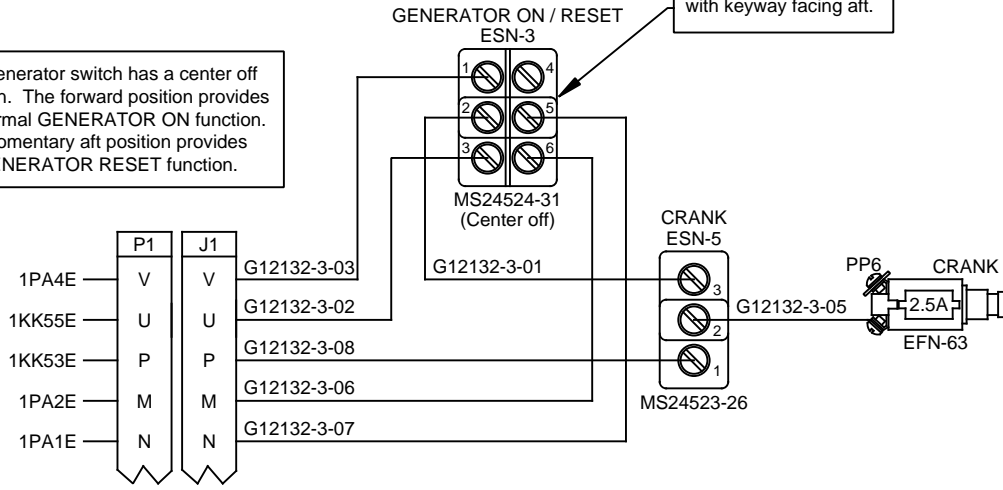 GENERATOR ON / RESET
ESN-3
with keyway facing aft.
enerator switch has a center off
n. The forward position provides
rmal GENERATOR ON function.
omentary aft position provides
ENERATOR RESET function.
1
4
2
5
3
6
MS24524-31
(Center off)
CRANK
ESN-5
P1
J1
1PA4E
V
V
G12132-3-03
G12132-3-01
3
PP6
CRANK
1KK55E
U
U
G12132-3-02
2
G12132-3-05
2.5A
EFN-63
1KK53E
P
P
G12132-3-08
1
MS24523-26
1PA2E
M
M
G12132-3-06
1PA1E
N
N
G12132-3-07